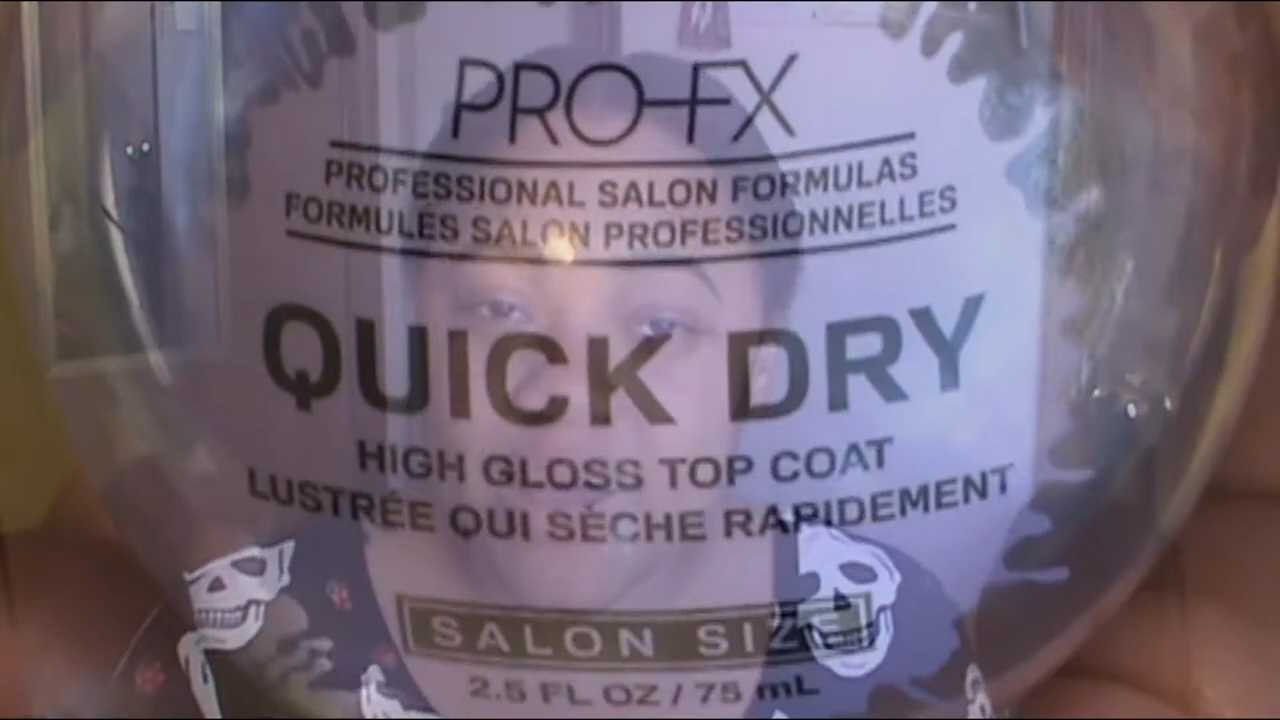 PRO-FX
PROFESSIONAL SALON FORMULAS
FORMULES SALON PROFESSIONNELLES
QUICK DRY
HIGH GLOSS TOP COAT
LUSTRÉE QUI SÈCHE RAPIDEMENT
SALON SIZE
2.5 FL OZ / 75 mL